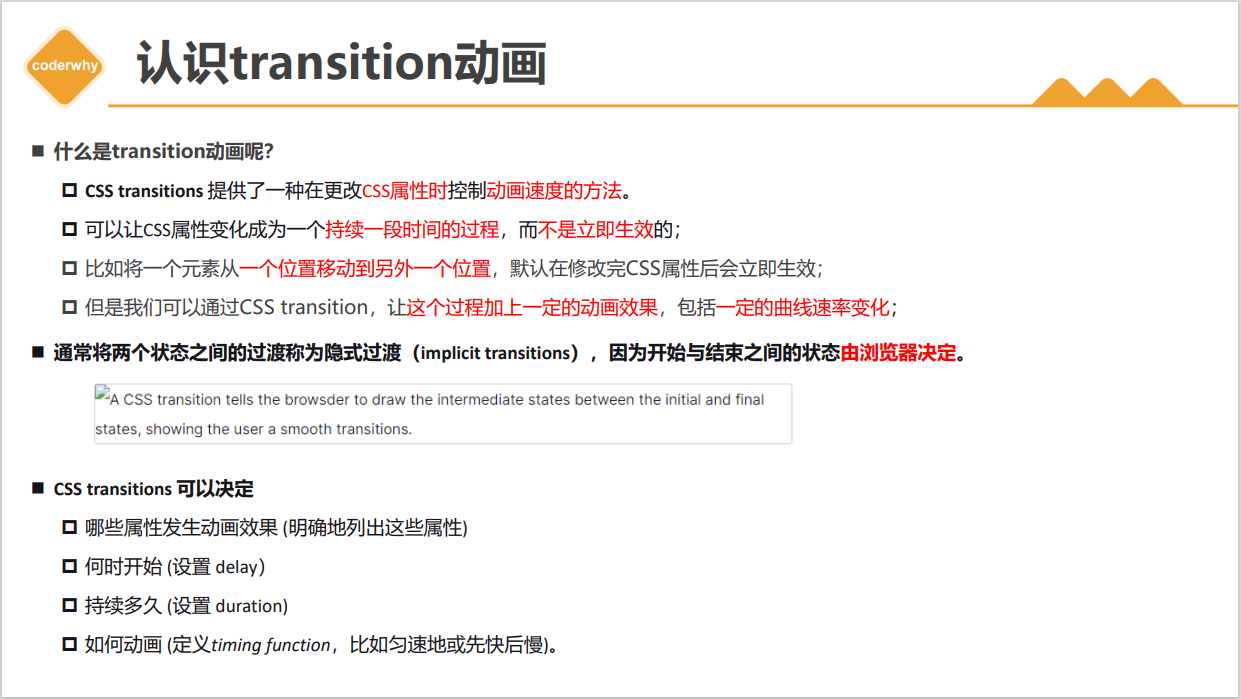 coderwhy
认识transition动画
什么是transition动画呢?
CSS transitions 提供了一种在更改CSS属性时控制动画速度的方法。
可以让CSS属性变化成为一个持续一段时间的过程，而不是立即生效的；
比如将一个元素从一个位置移动到另外一个位置，默认在修改完CSS属性后会立即生效；
但是我们可以通过CSS transition，让这个过程加上一定的动画效果，包括一定的曲线速率变化；
通常将两个状态之间的过渡称为隐式过渡（implicit transitions），因为开始与结束之间的状态由浏览器决定。
A CSS transition tells the browsder to draw the intermediate states between the initial and final
states, showing the user a smooth transitions.
CSS transitions 可以决定
哪些属性发生动画效果 (明确地列出这些属性)
何时开始 (设置 delay）
持续多久 (设置 duration)
如何动画 (定义timing function，比如匀速地或先快后慢)。